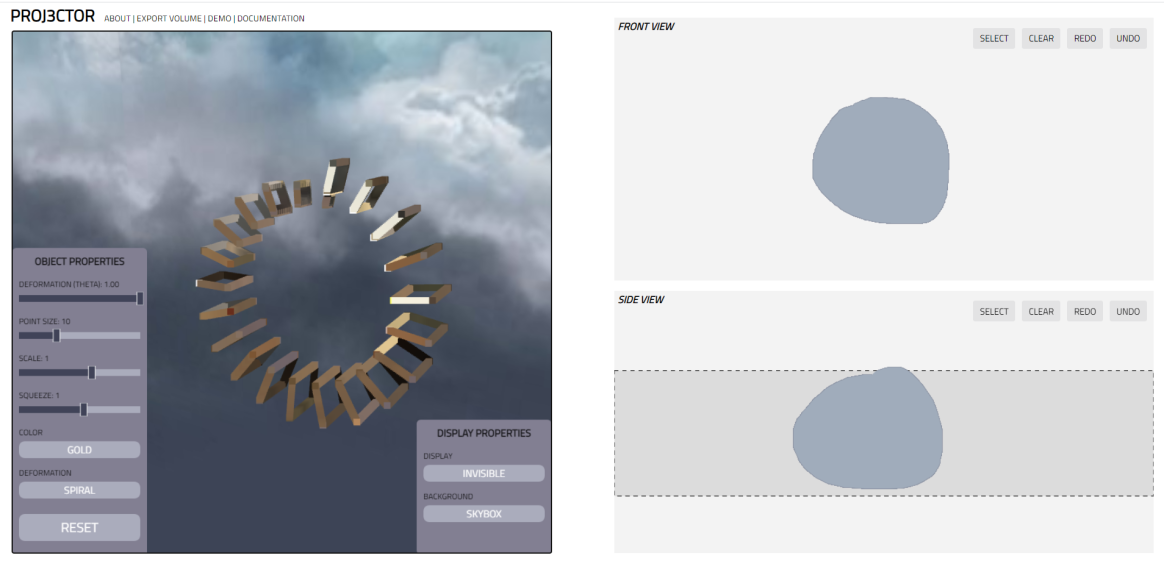 PROJ3CTOR ABOUT | EXPORT VOLUME | DEMO | DOCUMENTATION
OBJECT PROPERTIES
DEFORMATION (THETA): 1.00
POINT SIZE: 10
SCALE: 1
SQUEEZE: 1
COLOR
GOLD
DEFORMATION
SPIRAL
RESET
DISPLAY PROPERTIES
DISPLAY
INVISIBLE
BACKGROUND
SKYBOX
FRONT VIEW
SELECT CLEAR REDO UNDO
SIDE VIEW
SELECT CLEAR REDO UNDO